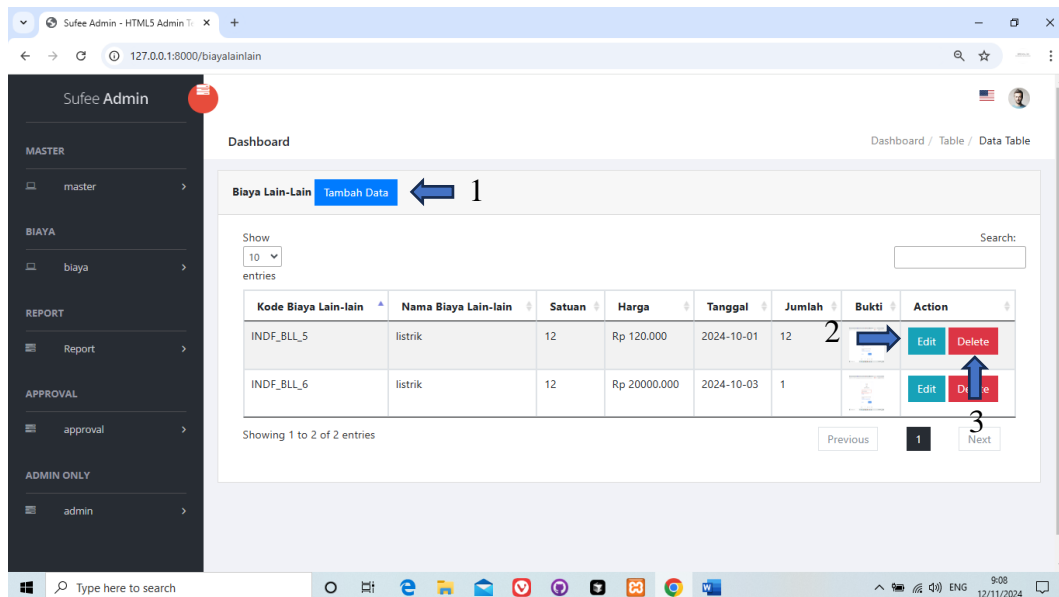 Sufee Admin - HTML5 Admin Te
127.0.0.1:8000/biayalainlain
Sufee Admin
Dashboard
Dashboard / Table / Data Table
MASTER
master
BIAYA
biaya
REPORT
Report
APPROVAL
approval
ADMIN ONLY
admin
Biaya Lain-Lain Tambah Data 1
Show
10
entries
Search:
Kode Biaya Lain-lain Nama Biaya Lain-lain Satuan Harga Tanggal Jumlah Bukti Action
INDF_BLL_5 listrik 12 Rp 120.000 2024-10-01 12 2 Edit Delete
INDF_BLL_6 listrik 12 Rp 20000.000 2024-10-03 1 Edit Delete
3
Showing 1 to 2 of 2 entries
Previous 1 Next
Type here to search
ENG
9:08
12/11/2024